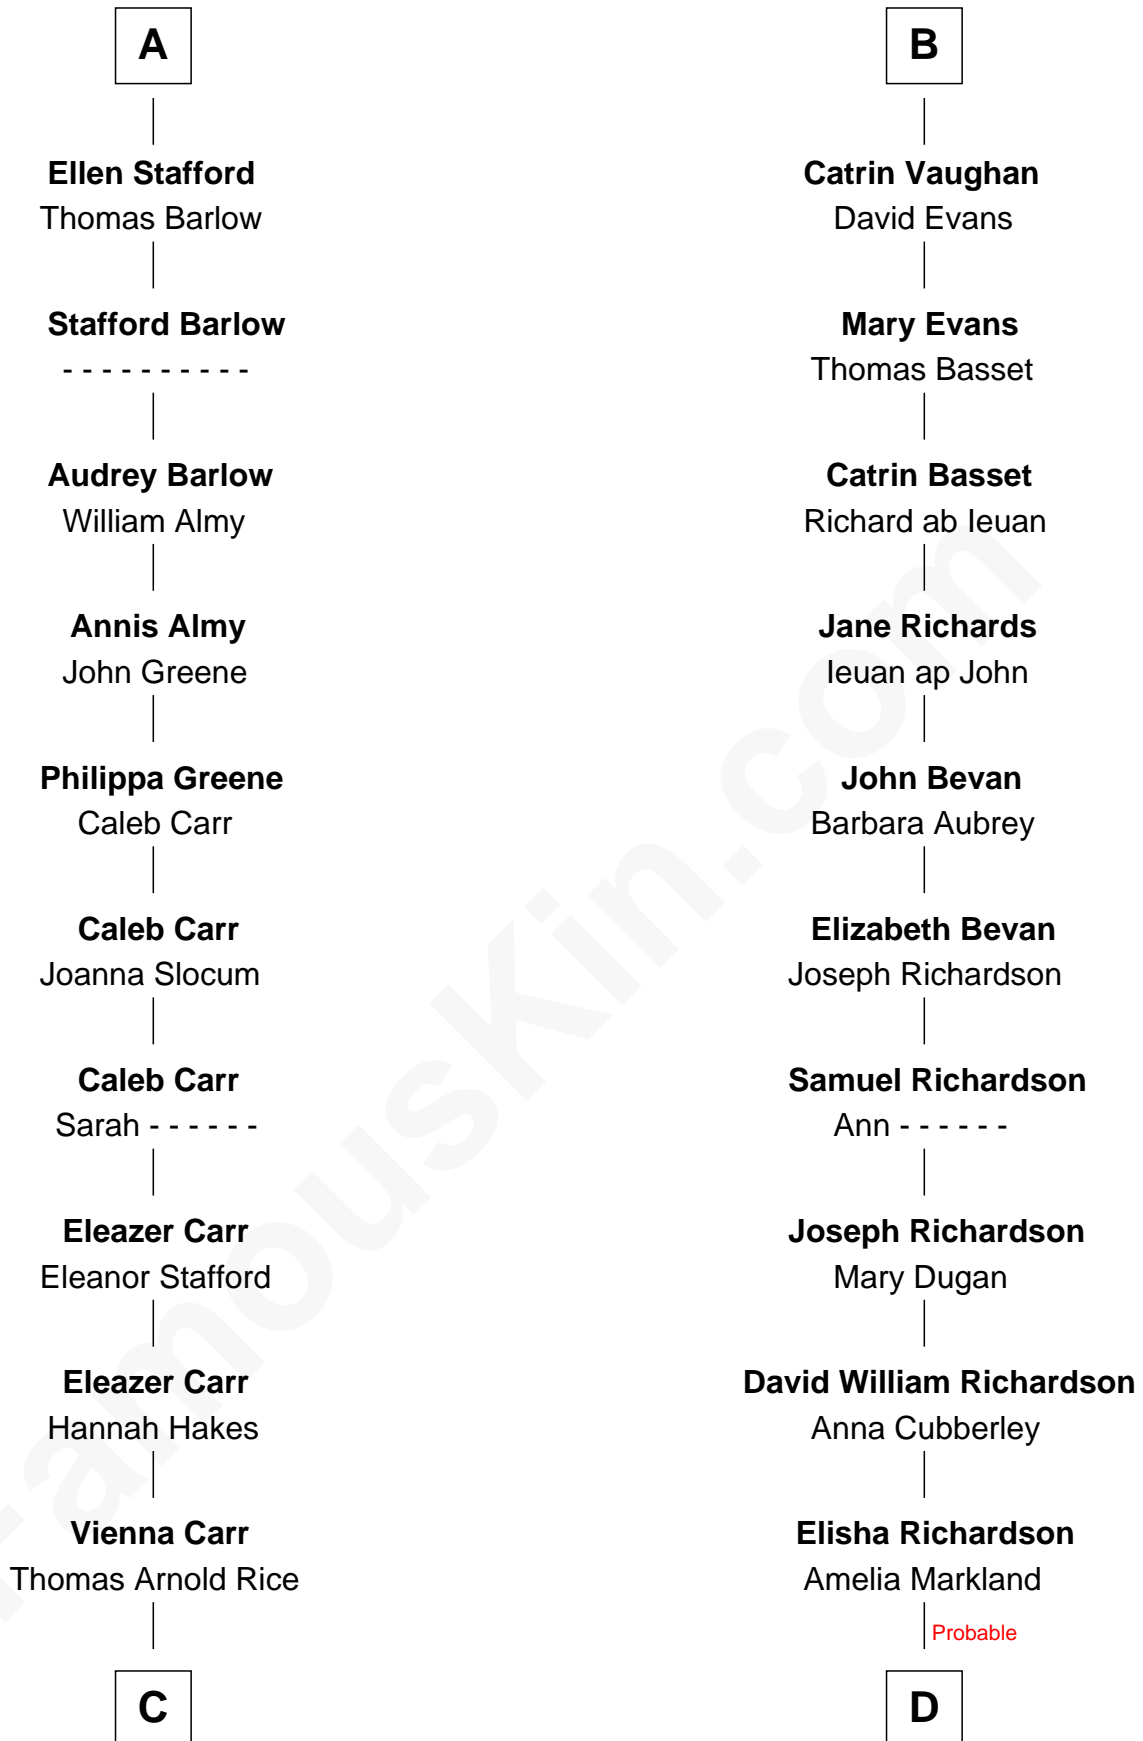 A
Ellen Stafford
Thomas Barlow
Stafford Barlow
- - - - - - - - - -
Audrey Barlow
William Almy
Annis Almy
John Greene
Philippa Greene
Caleb Carr
Caleb Carr
Joanna Slocum
Caleb Carr
Sarah - - - - - -
Eleazer Carr
Eleanor Stafford
Eleazer Carr
Hannah Hakes
Vienna Carr
Thomas Arnold Rice
C
B
Catrin Vaughan
David Evans
Mary Evans
Thomas Basset
Catrin Basset
Richard ab Ieuan
Jane Richards
Ieuan ap John
John Bevan
Barbara Aubrey
Elizabeth Bevan
Joseph Richardson
Samuel Richardson
Ann - - - - - -
Joseph Richardson
Mary Dugan
David William Richardson
Anna Cubberley
Elisha Richardson
Amelia Markland
Probable
D
FamousKin.com